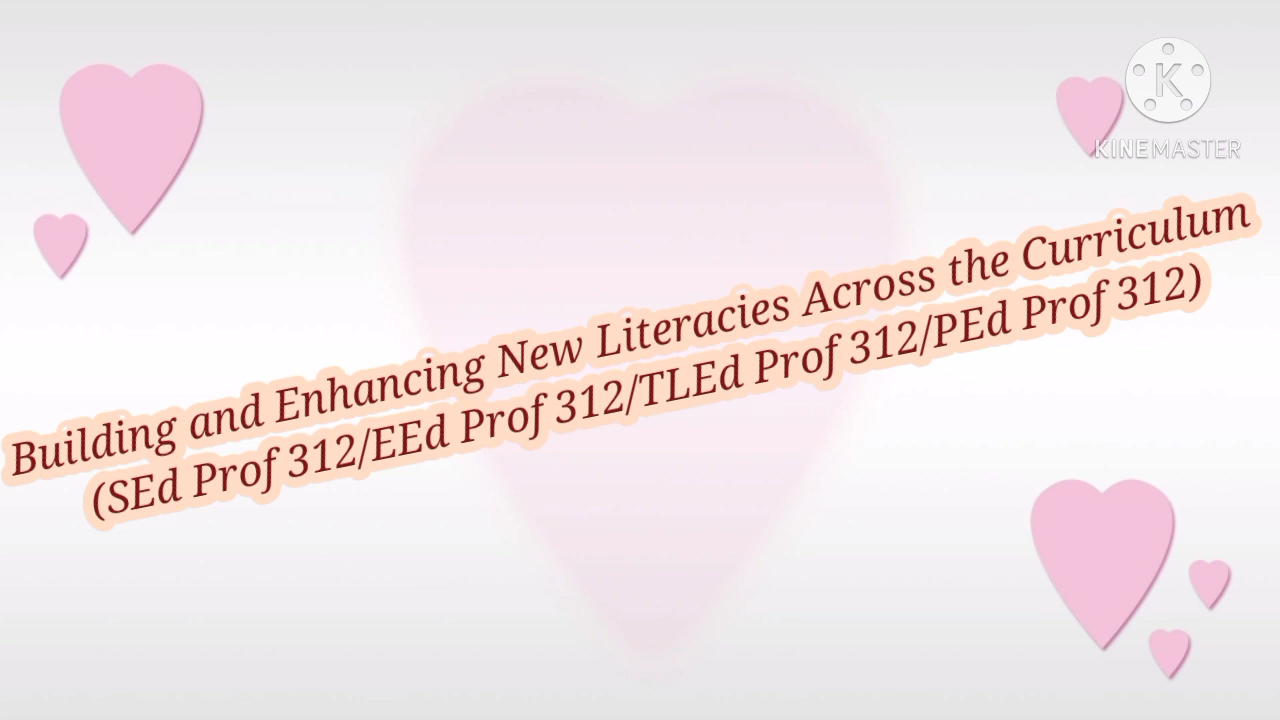 K
KINEMASTER
Building and Enhancing New Literacies Across the Curriculum
(SEd Prof 312/EEd Prof 312/TLEd Prof 312/PEd Prof 312)